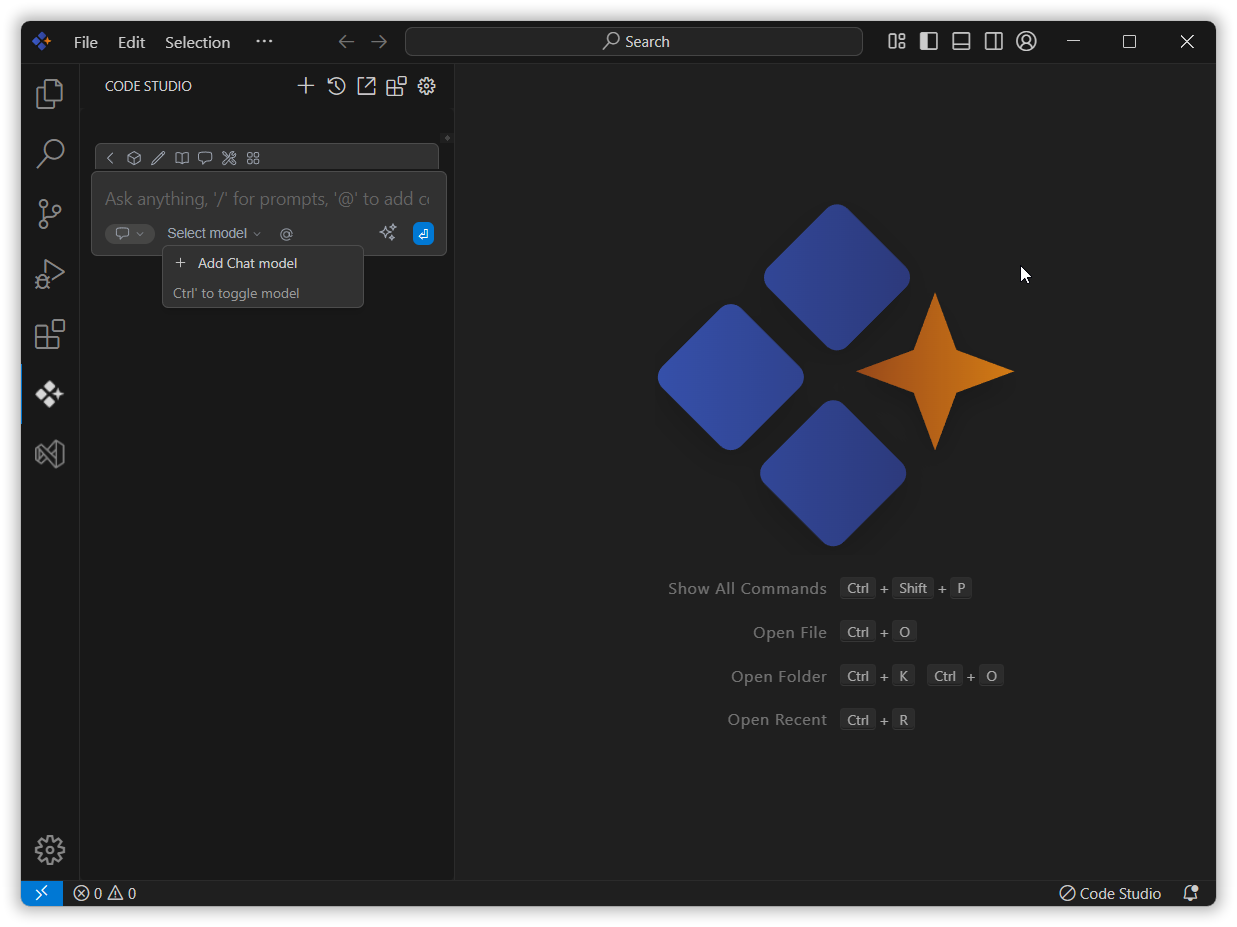 File Edit Selection ··· Search
CODE STUDIO
Ask anything, '/' for prompts, '@' to add co
Select model @
+ Add Chat model
Ctrl' to toggle model
Show All Commands Ctrl + Shift + P
Open File Ctrl + O
Open Folder Ctrl + K Ctrl + O
Open Recent Ctrl + R
0 0 Code Studio